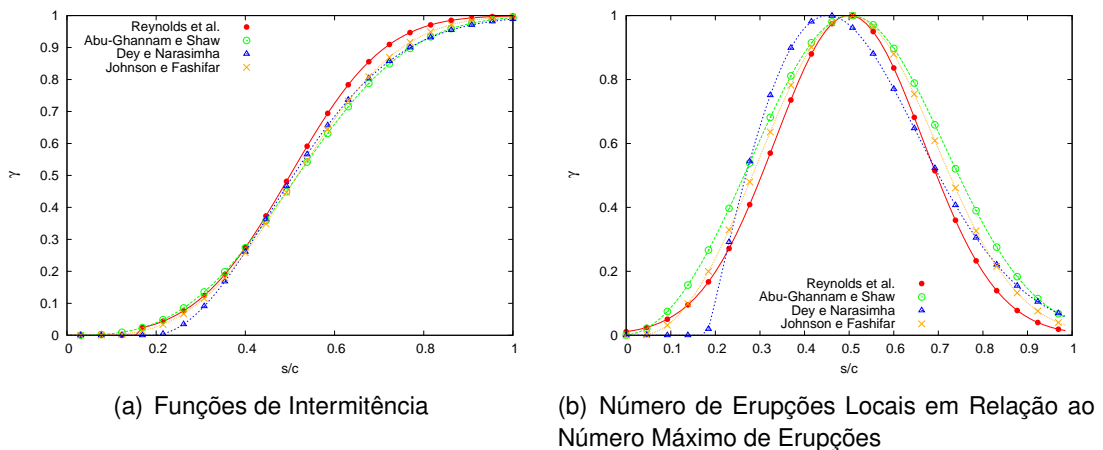 Reynolds et al.
Abu-Ghannam e Shaw
Dey e Narasimha
Johnson e Fashifar
1
0.9
0.8
0.7
0.6
0.5
0.4
0.3
0.2
0.1
0
γ
0 0.2 0.4 0.6 0.8 1
s/c
(a) Funções de Intermitência
1
0.8
0.6
0.4
0.2
0
γ
Reynolds et al.
Abu-Ghannam e Shaw
Dey e Narasimha
Johnson e Fashifar
0 0.1 0.2 0.3 0.4 0.5 0.6 0.7 0.8 0.9 1
s/c
(b) Número de Erupções Locais em Relação ao
Número Máximo de Erupções